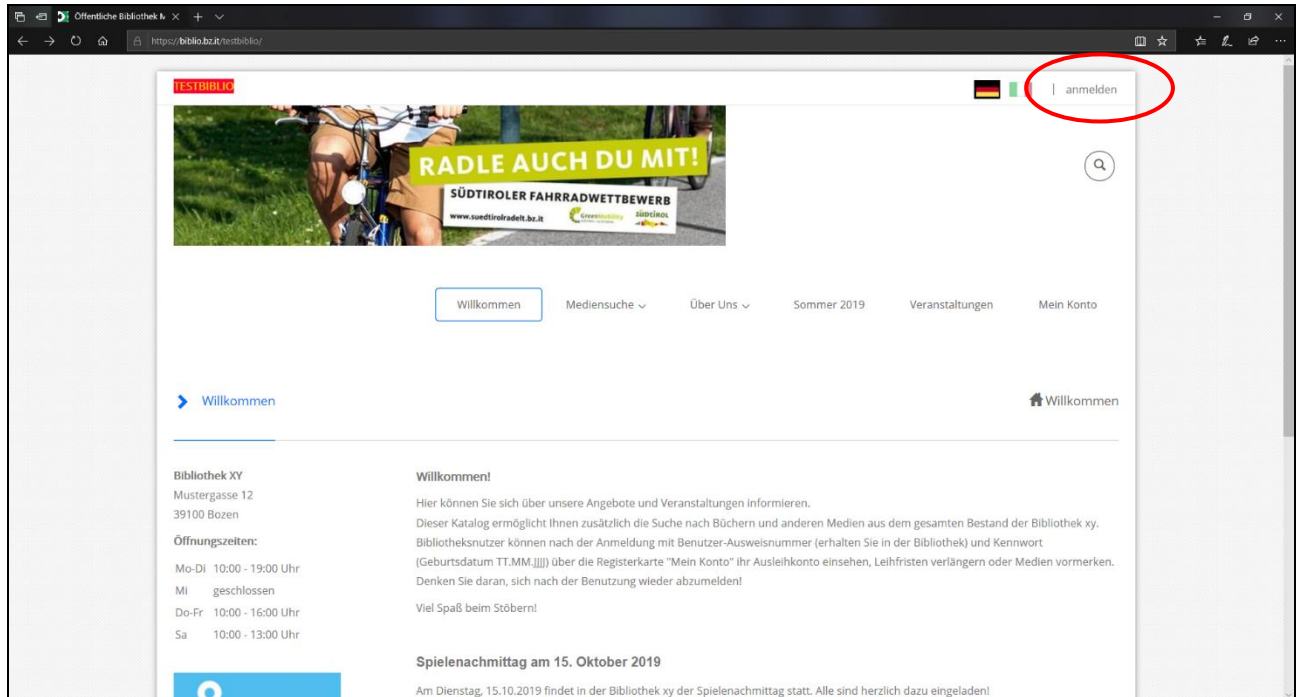 Öffentliche Bibliothek
https://biblio.bz.it/testbiblio/
TESTBIBLIO
| anmelden
RADLE AUCH DU MIT!
SÜDTIROLER FAHRRADWETTBEWERB
www.suedtirolradelt.bz.it GreenMobility SÜDTIROL
Willkommen Mediensuche Über Uns Sommer 2019 Veranstaltungen Mein Konto
Willkommen
Willkommen
Bibliothek XY
Mustergasse 12
39100 Bozen
Öffnungszeiten:
Mo-Di 10:00 - 19:00 Uhr
Mi geschlossen
Do-Fr 10:00 - 16:00 Uhr
Sa 10:00 - 13:00 Uhr
Willkommen!
Hier können Sie sich über unsere Angebote und Veranstaltungen informieren.
Dieser Katalog ermöglicht Ihnen zusätzlich die Suche nach Büchern und anderen Medien aus dem gesamten Bestand der Bibliothek xy.
Bibliotheksnutzer können nach der Anmeldung mit Benutzer-Ausweisnummer (erhalten Sie in der Bibliothek) und Kennwort
(Geburtsdatum TT.MM.JJJJ) über die Registerkarte "Mein Konto" ihr Ausleihkonto einsehen, Leihfristen verlängern oder Medien vormerken.
Denken Sie daran, sich nach der Benutzung wieder abzumelden!
Viel Spaß beim Stöbern!
Spielenachmittag am 15. Oktober 2019
Am Dienstag, 15.10.2019 findet in der Bibliothek xy der Spielenachmittag statt. Alle sind herzlich dazu eingeladen!